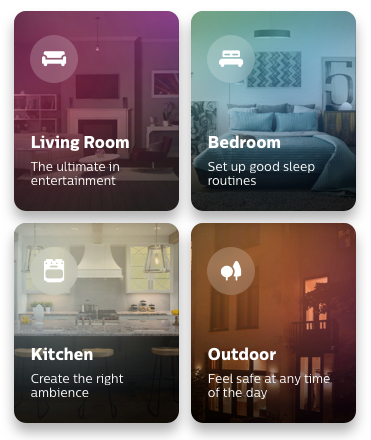 Living Room
The ultimate in
entertainment
Bedroom
Set up good sleep
routines
Kitchen
Create the right
ambience
Outdoor
Feel safe at any time
of the day